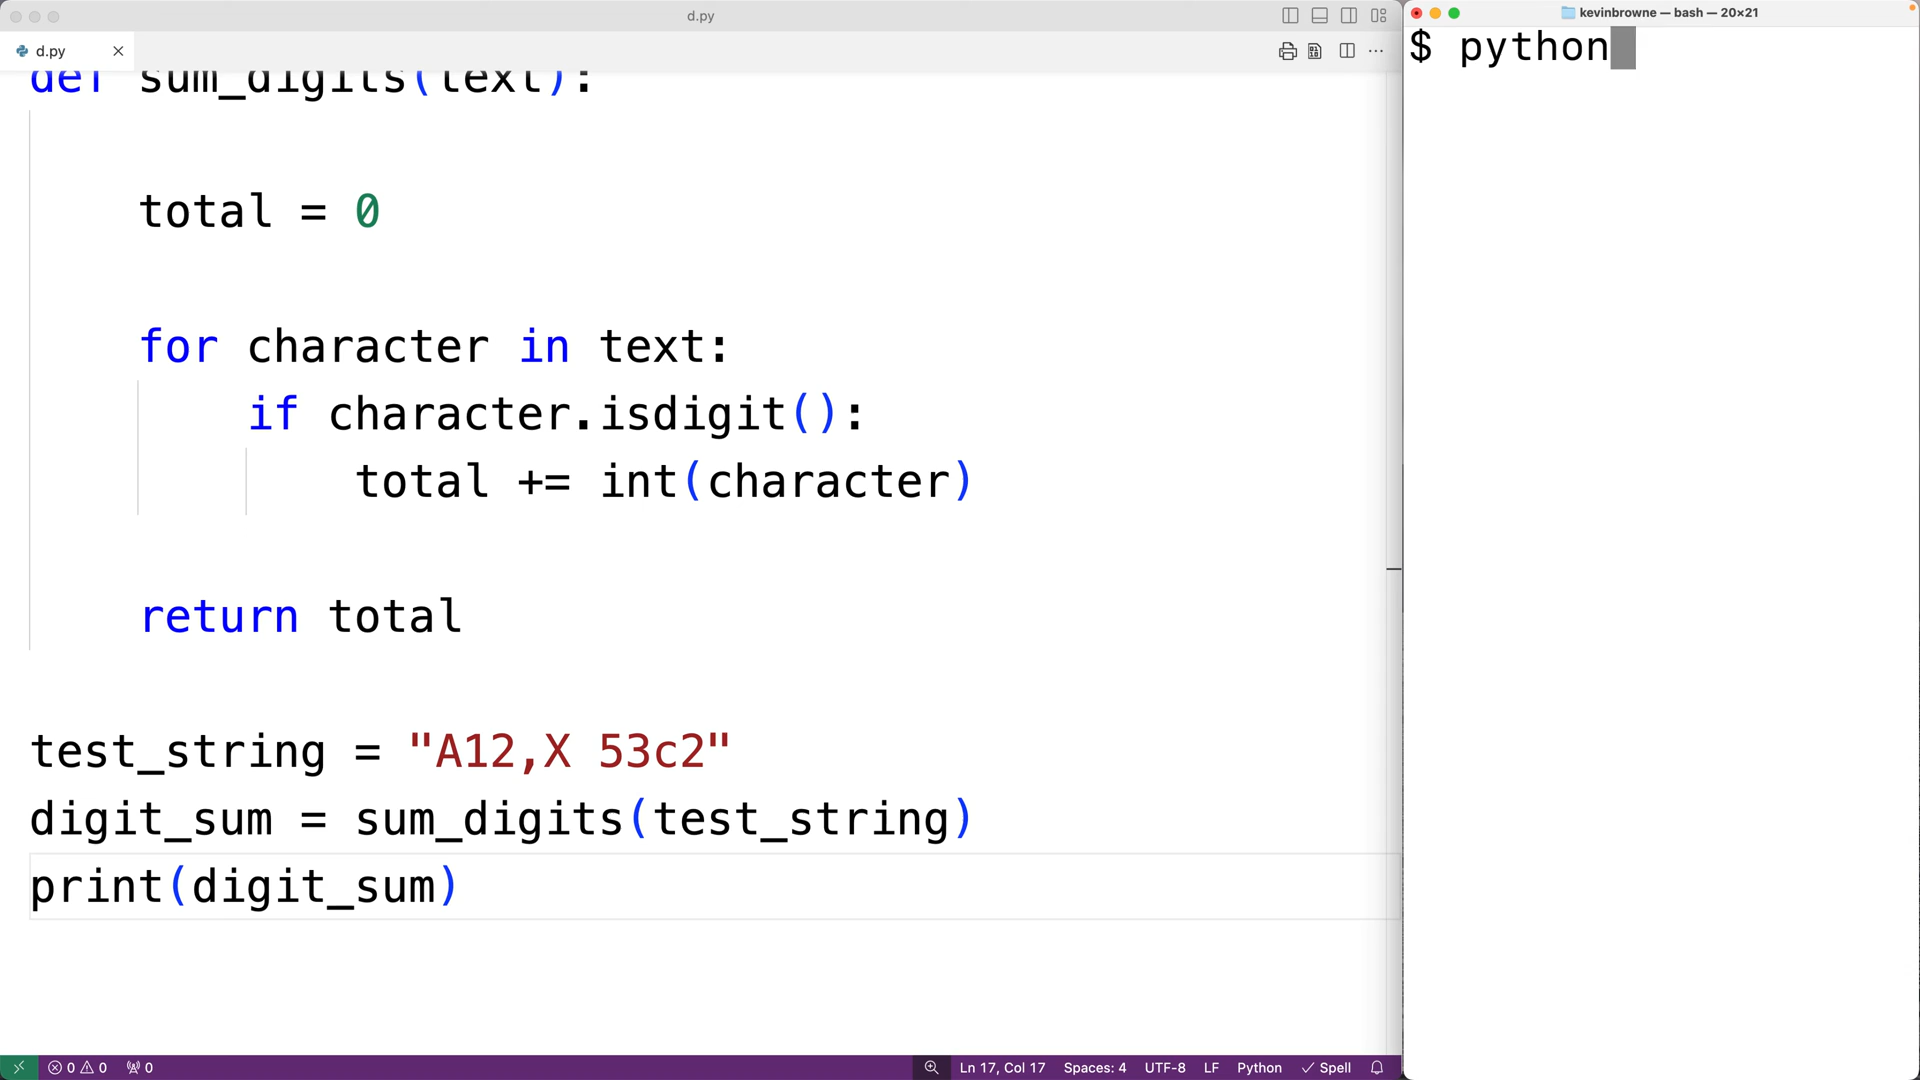 d.py
d.py
def sum_digits(text):
total = 0
for character in text:
if character.isdigit():
total += int(character)
return total
test_string = "A12,X 53c2"
digit_sum = sum_digits(test_string)
print(digit_sum)
0 0 0
Ln 17, Col 17 Spaces: 4 UTF-8 LF Python Spell
kevinbrowne — bash — 20×21
$ python